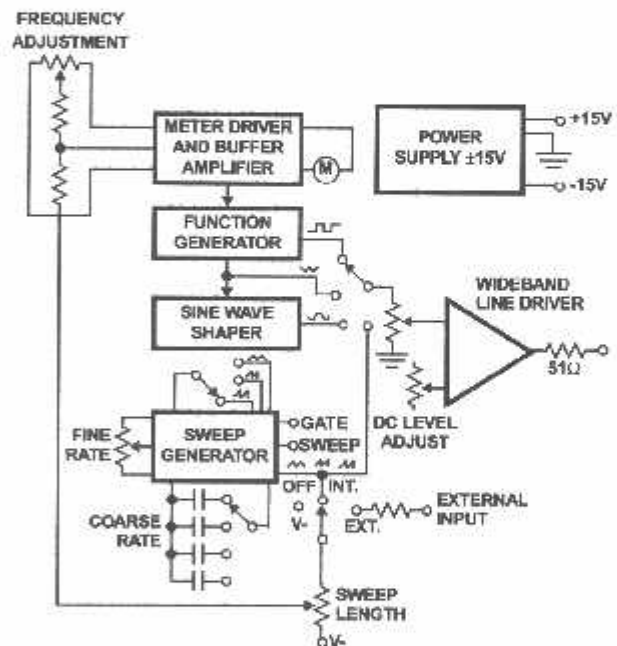 FREQUENCY
ADJUSTMENT
METER DRIVER
AND BUFFER
AMPLIFIER
M
POWER
SUPPLY ±15V
+15V
-15V
FUNCTION
GENERATOR
SINE WAVE
SHAPER
WIDEBAND
LINE DRIVER
51Ω
DC LEVEL
ADJUST
FINE
RATE
SWEEP
GENERATOR
GATE
SWEEP
OFF
INT.
V-
EXT.
EXTERNAL
INPUT
COARSE
RATE
SWEEP
LENGTH
V-